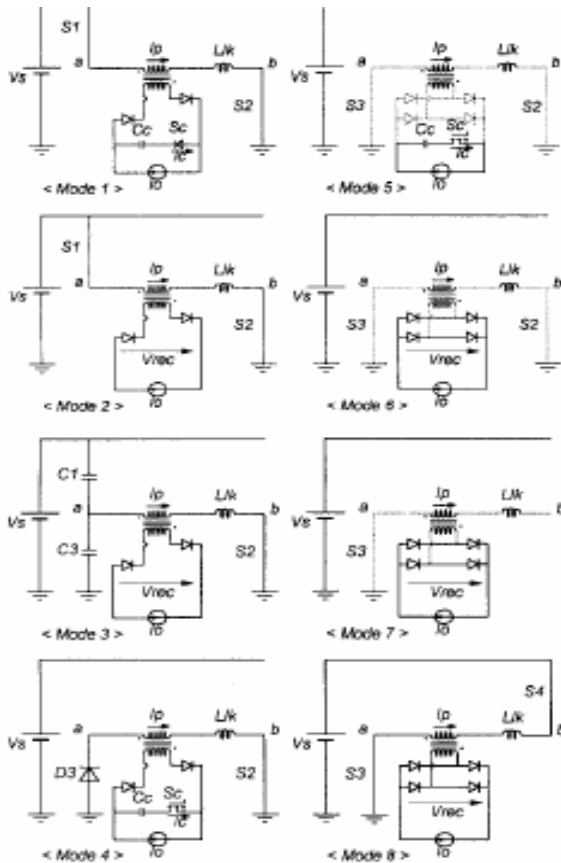 S1
Ip
Llk
a
b
Vs
S2
Cc
Sc
Ic
Io
< Mode 1 >
Ip
Llk
a
b
Vs
S3
S2
Cc
Sc
Ic
Io
< Mode 5 >
S1
Ip
Llk
a
b
Vs
S2
Vrec
Io
< Mode 2 >
Ip
Llk
a
b
Vs
S3
S2
Vrec
Io
< Mode 6 >
C1
Ip
Llk
a
b
Vs
C3
S2
Vrec
Io
< Mode 3 >
Ip
Llk
a
b
Vs
S3
Vrec
Io
< Mode 7 >
Ip
Llk
a
b
Vs
D3
S2
Cc
Sc
Ic
Io
< Mode 4 >
S4
Ip
Llk
a
b
Vs
S3
Vrec
Io
< Mode 8 >